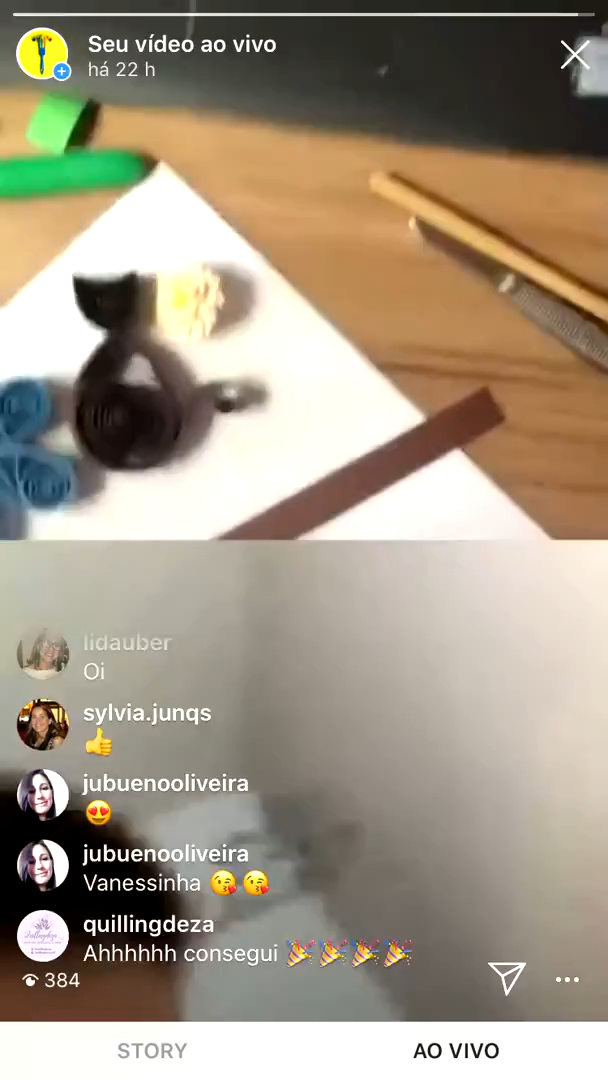 Seu vídeo ao vivo
há 22 h
lidauber
Oi
sylvia.junqs
👍
jubuenooliveira
😍
jubuenooliveira
Vanessinha 😘😘
quillingdeza
Ahhhhhh consegui 🎉🎉🎉🎉
384
STORY
AO VIVO